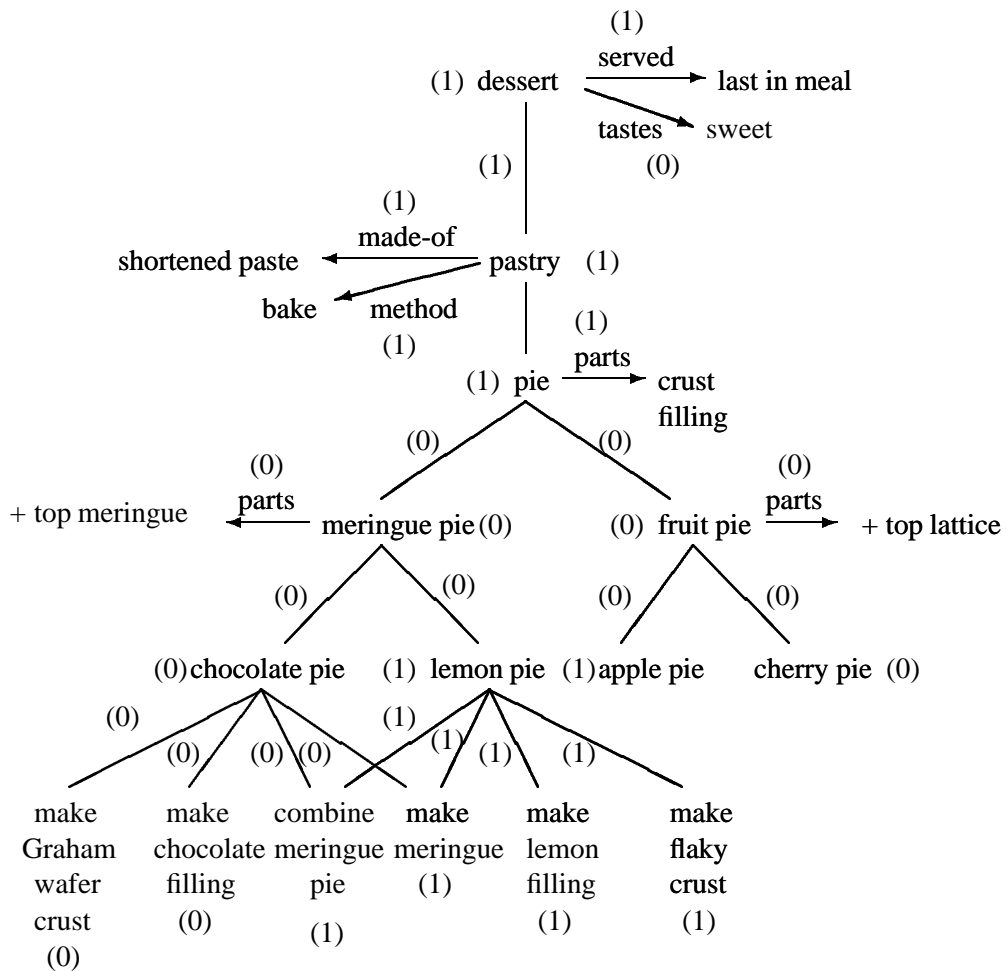 (1)
served
(1) dessert last in meal
tastes sweet
(1) (0)
(1)
made-of
shortened paste pastry (1)
bake method
(1) (1)
parts
(1) pie crust
filling
(0) (0)
(0) (0)
parts parts
+ top meringue meringue pie (0) (0) fruit pie + top lattice
(0) (0) (0) (0)
(0) chocolate pie (1) lemon pie (1) apple pie cherry pie (0)
(0) (1)
(0) (0) (0) (1) (1) (1)
make make combine make make make
Graham chocolate meringue meringue lemon flaky
wafer filling pie (1) filling crust
crust (0) (1) (1) (1)
(0)